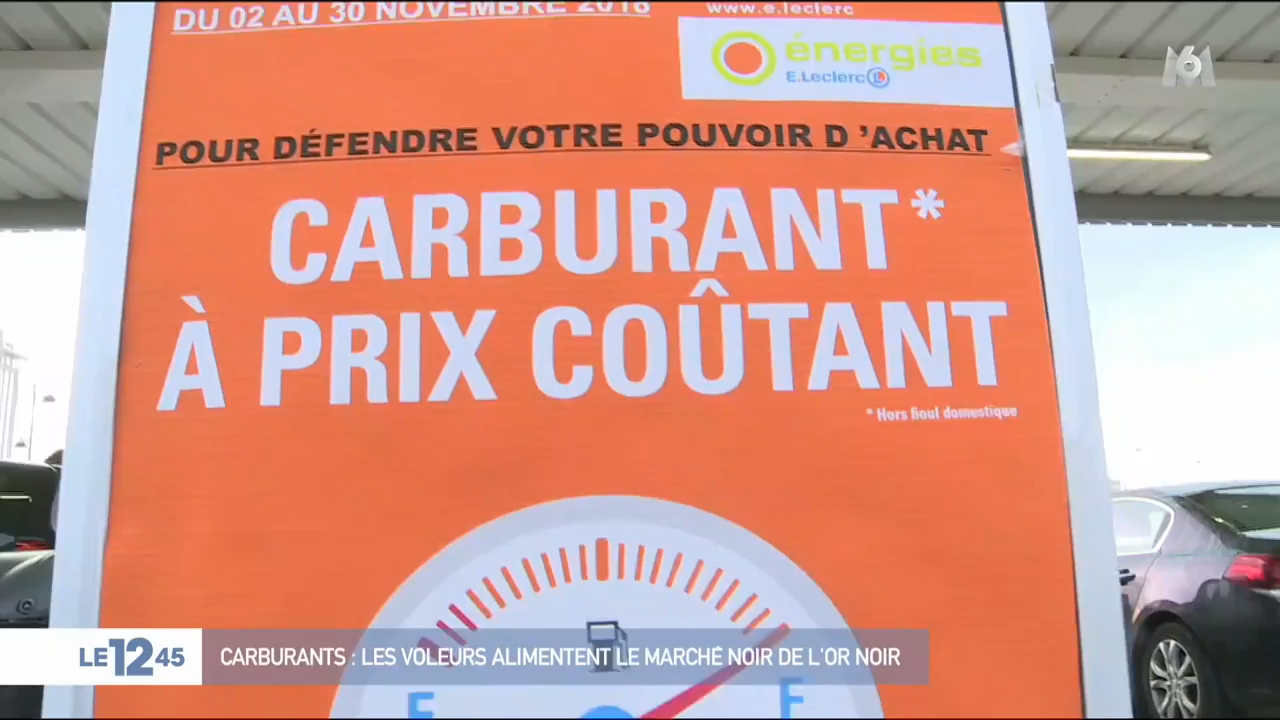 DU 02 AU 30 NOVEMBRE 2018
www.e.leclerc
énergies
E.Leclerc L
M6
POUR DÉFENDRE VOTRE POUVOIR D 'ACHAT
CARBURANT*
À PRIX COÛTANT
* Hors fioul domestique
E F
LE 12 45
CARBURANTS : LES VOLEURS ALIMENTENT LE MARCHÉ NOIR DE L'OR NOIR